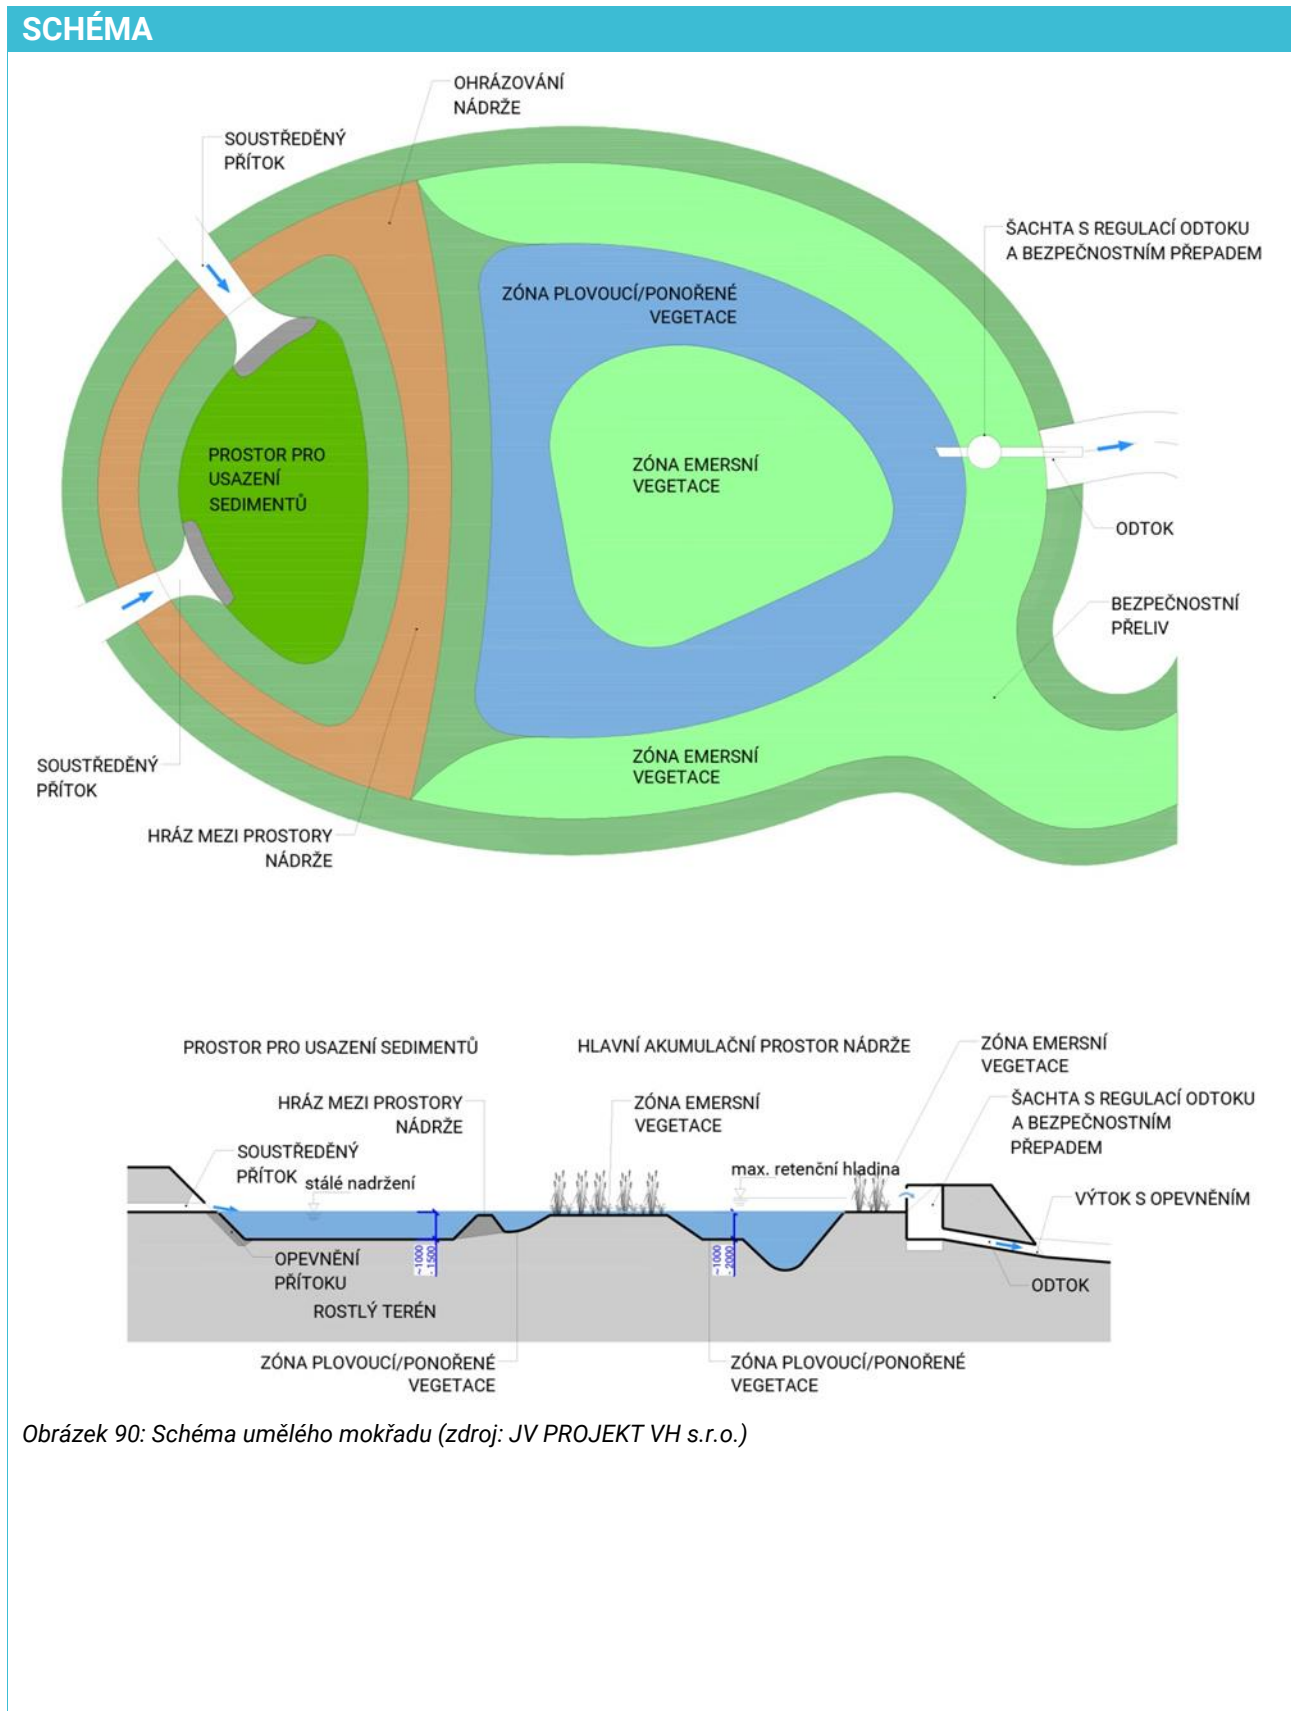 SCHÉMA
OHRÁZOVÁNÍ
NÁDRŽE
SOUSTŘEDĚNÝ
PŘÍTOK
ŠACHTA S REGULACÍ ODTOKU
A BEZPEČNOSTNÍM PŘEPADEM
ZÓNA PLOVOUCÍ/PONOŘENÉ
VEGETACE
PROSTOR PRO
USAZENÍ
SEDIMENTŮ
ZÓNA EMERSNÍ
VEGETACE
ODTOK
BEZPEČNOSTNÍ
PŘELIV
ZÓNA EMERSNÍ
VEGETACE
SOUSTŘEDĚNÝ
PŘÍTOK
HRÁZ MEZI PROSTORY
NÁDRŽE
PROSTOR PRO USAZENÍ SEDIMENTŮ
HLAVNÍ AKUMULAČNÍ PROSTOR NÁDRŽE
ZÓNA EMERSNÍ
VEGETACE
HRÁZ MEZI PROSTORY
NÁDRŽE
ZÓNA EMERSNÍ
VEGETACE
ŠACHTA S REGULACÍ ODTOKU
A BEZPEČNOSTNÍM
PŘEPADEM
SOUSTŘEDĚNÝ
PŘÍTOK
stálé nadržení
max. retenční hladina
VÝTOK S OPEVNĚNÍM
~1000
- 1500
~1000
- 2000
OPEVNĚNÍ
PŘÍTOKU
ODTOK
ROSTLÝ TERÉN
ZÓNA PLOVOUCÍ/PONOŘENÉ
VEGETACE
ZÓNA PLOVOUCÍ/PONOŘENÉ
VEGETACE
Obrázek 90: Schéma umělého mokřadu (zdroj: JV PROJEKT VH s.r.o.)